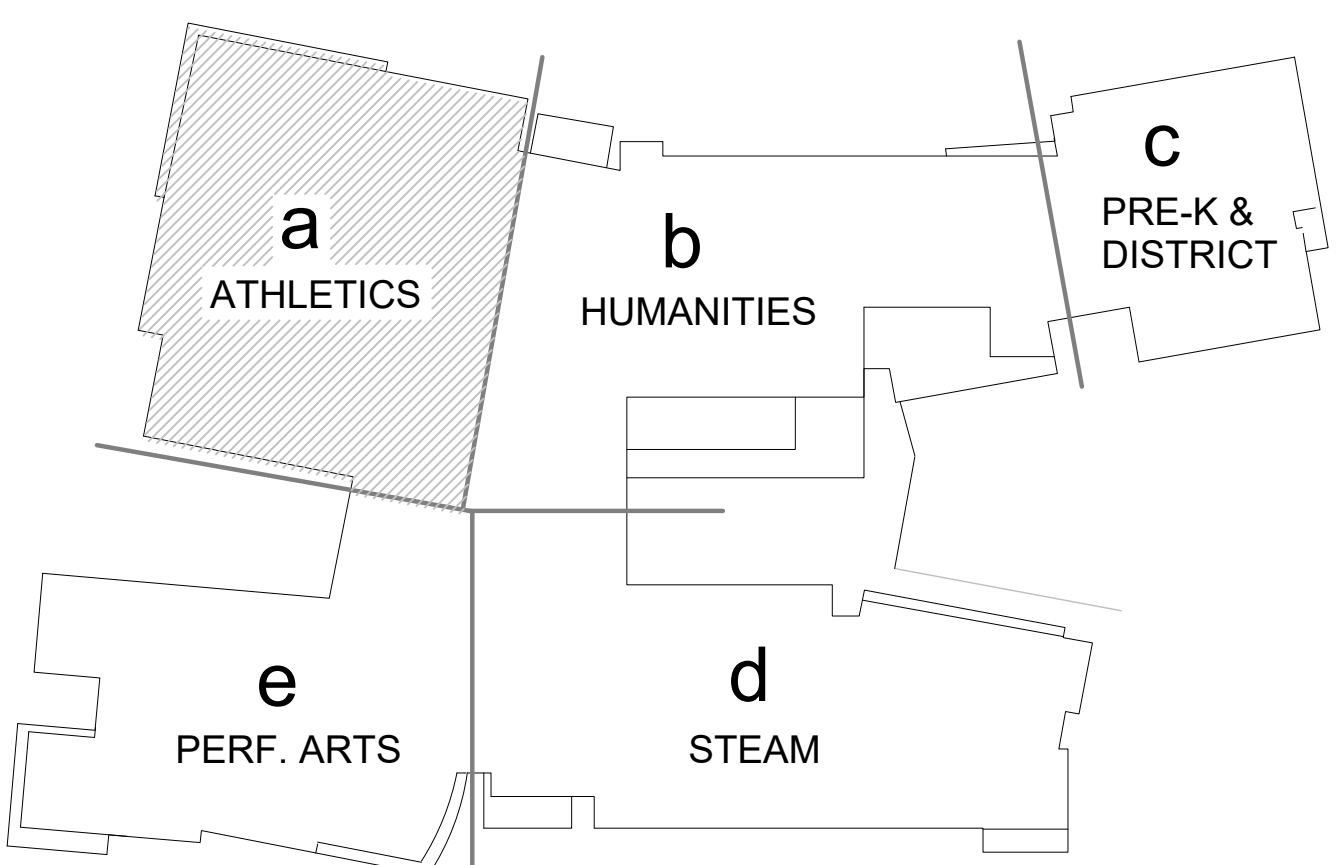 a
ATHLETICS
b
HUMANITIES
c
PRE-K &
DISTRICT
e
PERF. ARTS
d
STEAM